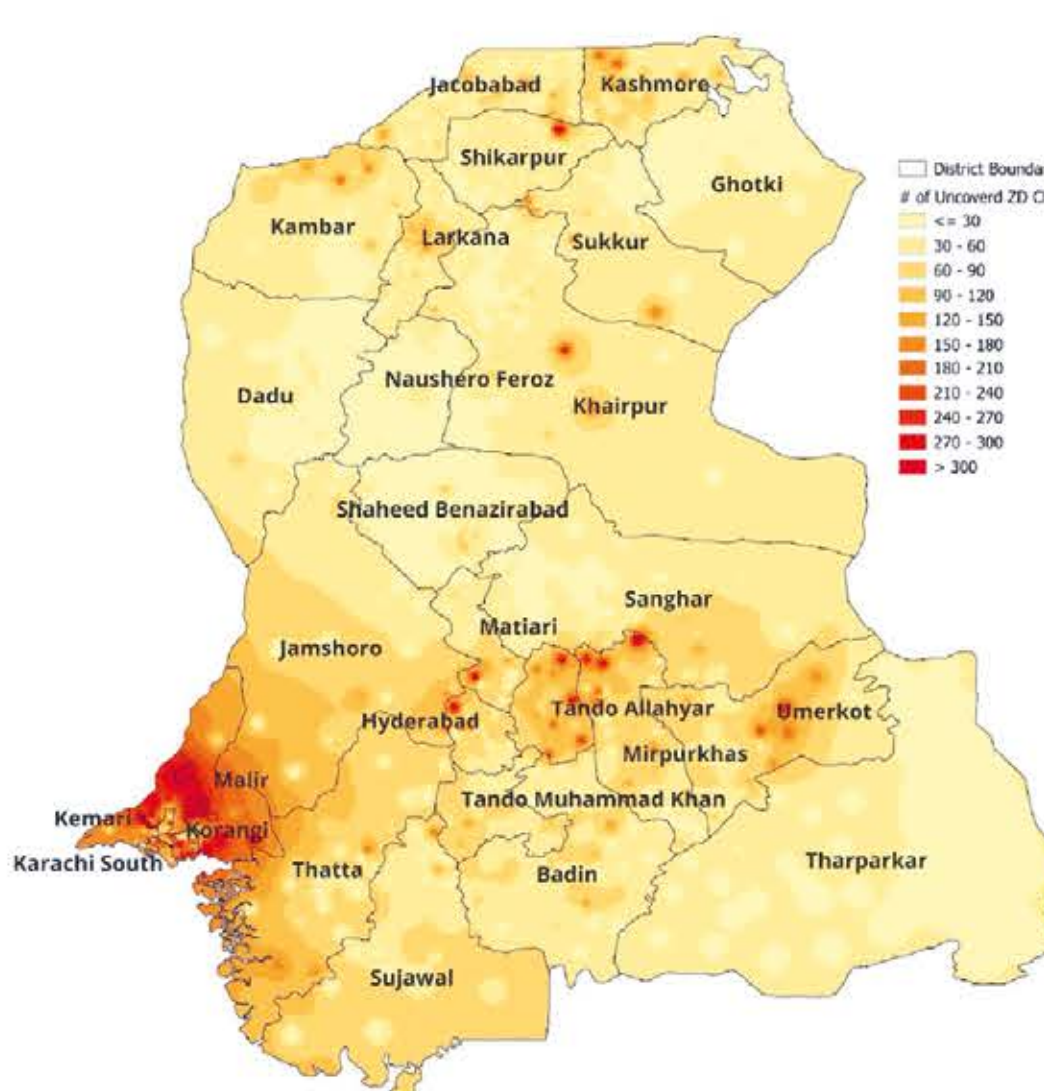 Jacobabad
Kashmore
Shikarpur
Ghotki
Kambar
Larkana
Sukkur
Dadu
Naushero Feroz
Khairpur
Shaheed Benazirabad
Sanghar
Matiari
Jamshoro
Hyderabad
Tando Allahyar
Umerkot
Mirpurkhas
Malir
Tando Muhammad Khan
Kemari
Korangi
Karachi South
Thatta
Badin
Tharparkar
Sujawal
District Bounda
# of Uncoverd ZD C
<= 30
30 - 60
60 - 90
90 - 120
120 - 150
150 - 180
180 - 210
210 - 240
240 - 270
270 - 300
> 300